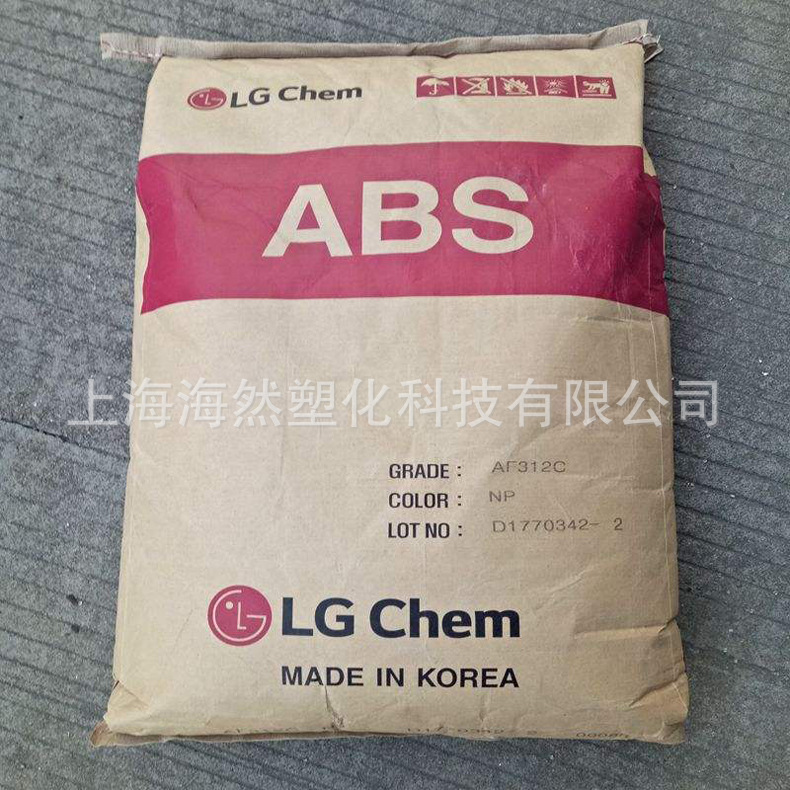 LG Chem
ABS
上海海然塑化科技有限公司
GRADE : AF312C
COLOR : NP
LOT NO : D1770342- 2
LG Chem
MADE IN KOREA